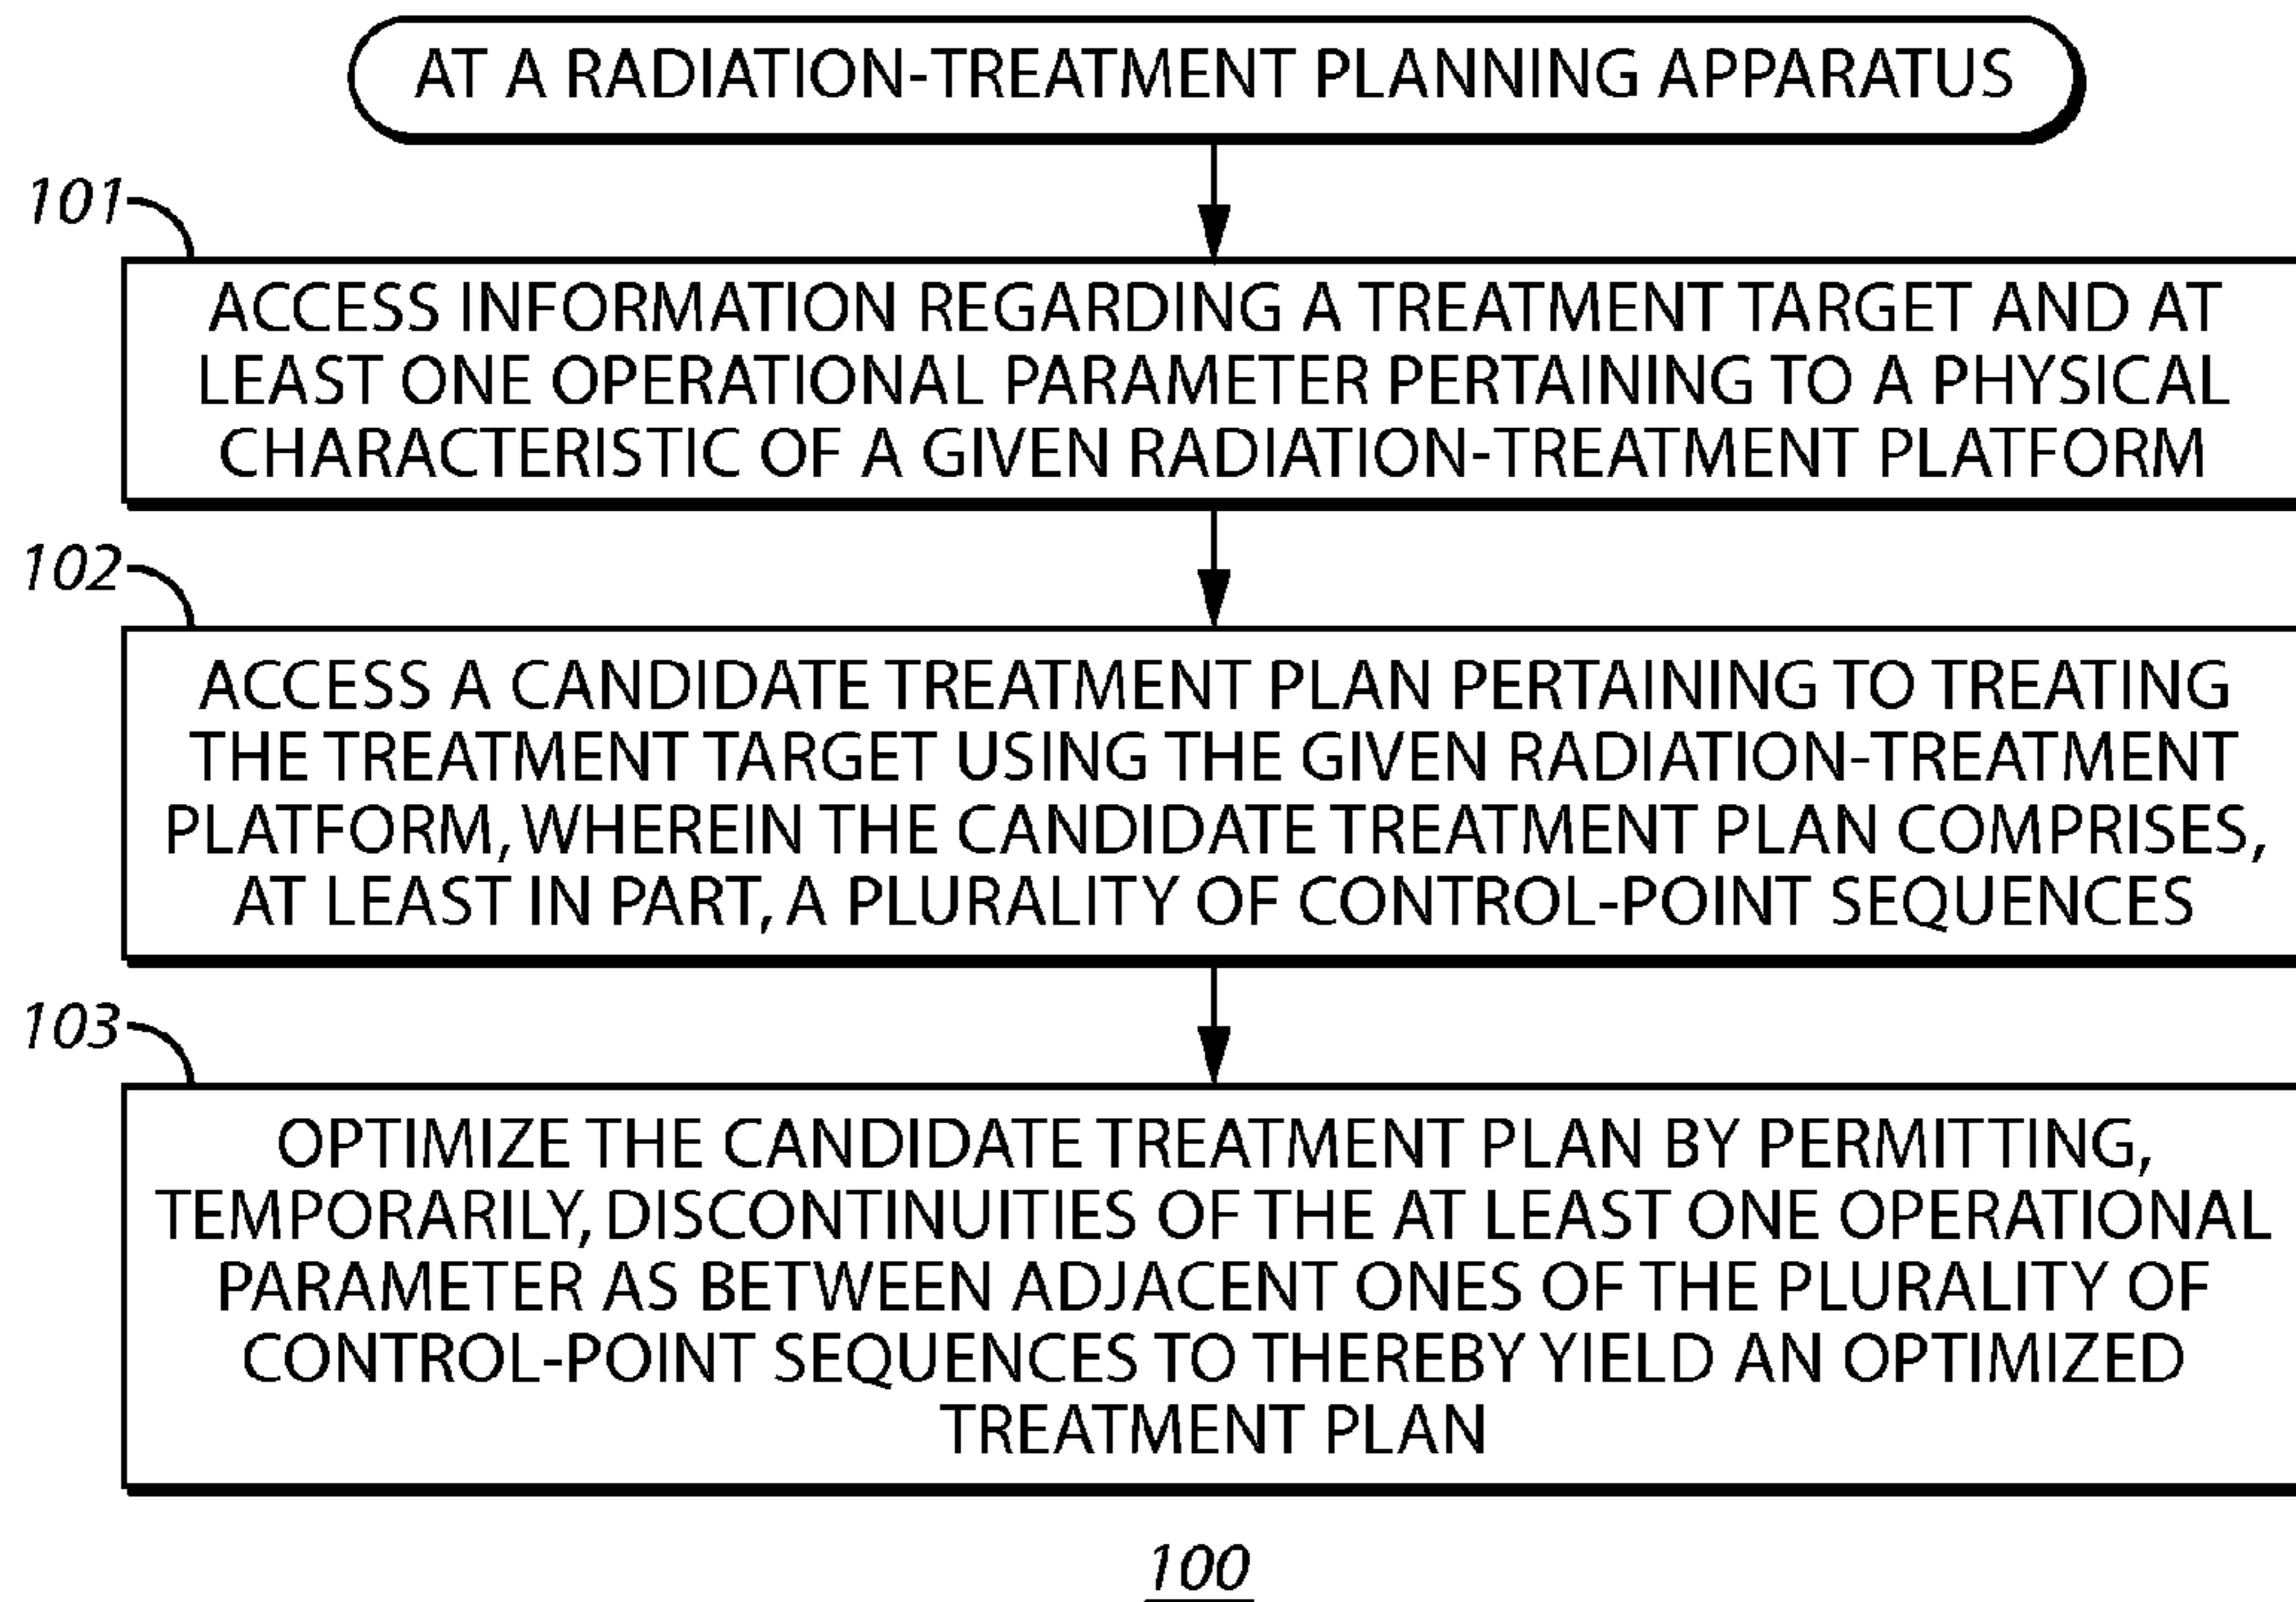 AT A RADIATION-TREATMENT PLANNING APPARATUS
101
ACCESS INFORMATION REGARDING A TREATMENT TARGET AND AT
LEAST ONE OPERATIONAL PARAMETER PERTAINING TO A PHYSICAL
CHARACTERISTIC OF A GIVEN RADIATION-TREATMENT PLATFORM
102
ACCESS A CANDIDATE TREATMENT PLAN PERTAINING TO TREATING
THE TREATMENT TARGET USING THE GIVEN RADIATION-TREATMENT
PLATFORM, WHEREIN THE CANDIDATE TREATMENT PLAN COMPRISES,
AT LEAST IN PART, A PLURALITY OF CONTROL-POINT SEQUENCES
103
OPTIMIZE THE CANDIDATE TREATMENT PLAN BY PERMITTING,
TEMPORARILY, DISCONTINUITIES OF THE AT LEAST ONE OPERATIONAL
PARAMETER AS BETWEEN ADJACENT ONES OF THE PLURALITY OF
CONTROL-POINT SEQUENCES TO THEREBY YIELD AN OPTIMIZED
TREATMENT PLAN
100